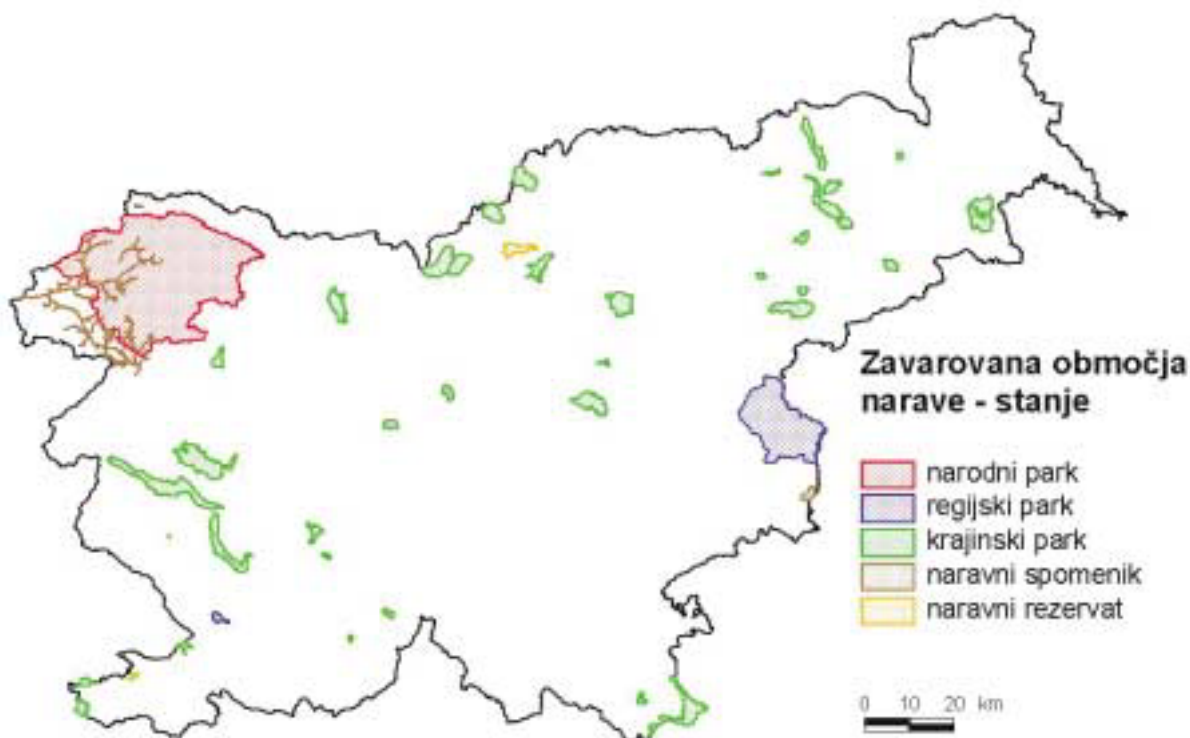 Zavarovana območja
narave - stanje
narodni park
regijski park
krajinski park
naravni spomenik
naravni rezervat
0 10 20 km